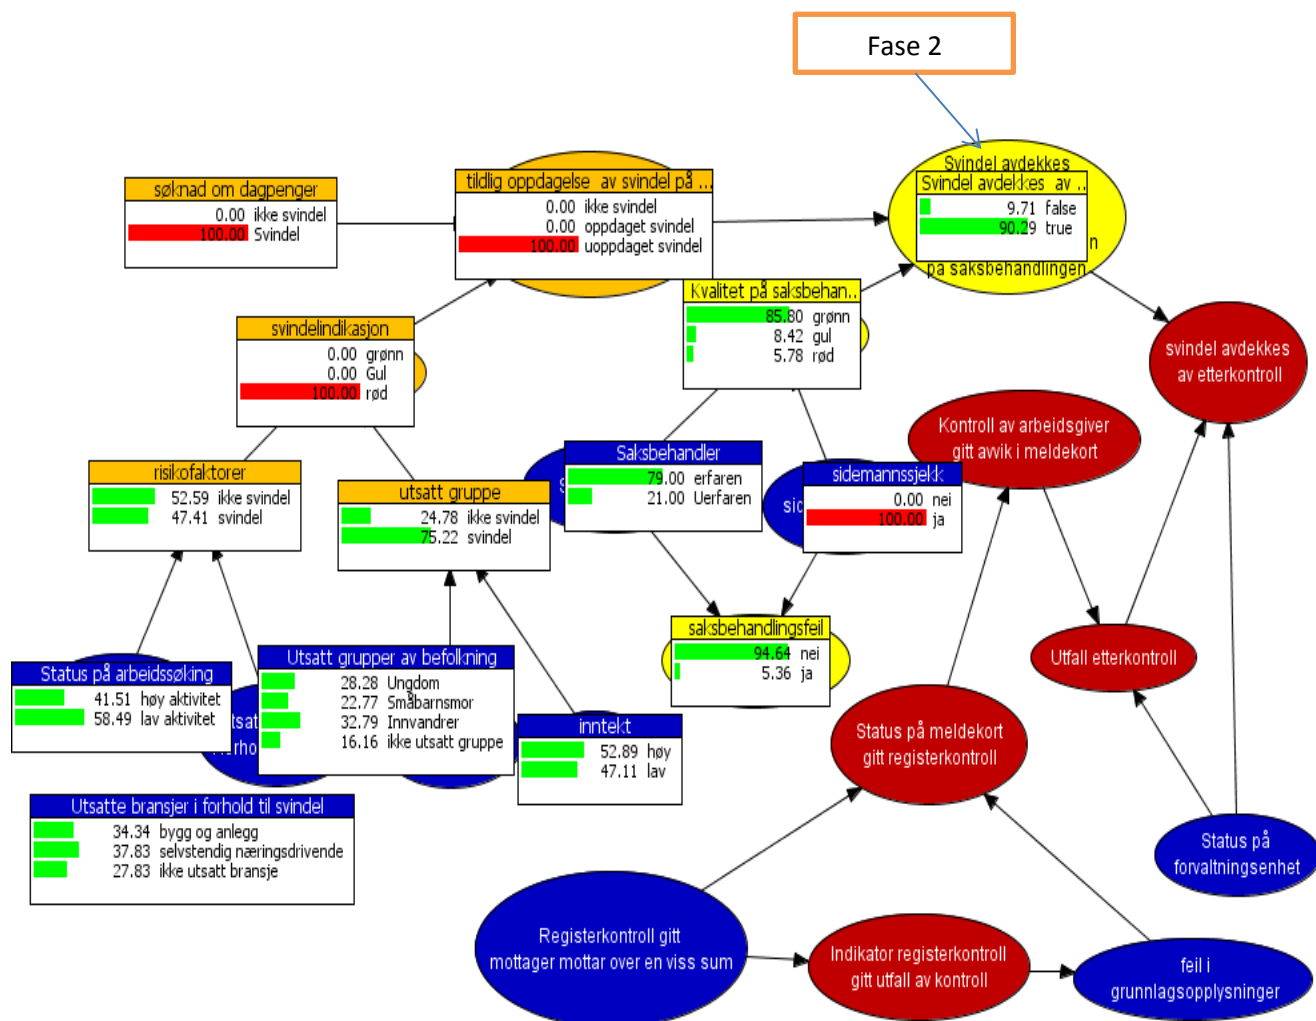 Fase 2
Svindel avdekkes
Svindel avdekkes av ..
9.71 false
90.29 true
n
på saksbehandlingen
søknad om dagpenger
0.00 ikke svindel
100.00 Svindel
tildlig oppdagelse av svindel på ...
0.00 ikke svindel
0.00 oppdaget svindel
100.00 uoppdaget svindel
Kvalitet på saksbehan..
85.80 grønn
8.42 gul
5.78 rød
svindelindikasjon
0.00 grønn
0.00 Gul
100.00 rød
svindel avdekkes
av etterkontroll
Kontroll av arbeidsgiver
gitt avvik i meldekort
risikofaktorer
52.59 ikke svindel
47.41 svindel
utsatt gruppe
24.78 ikke svindel
75.22 svindel
S
Saksbehandler
79.00 erfaren
21.00 Uerfaren
sid
sidemannssjekk
0.00 nei
100.00 ja
saksbehandlingsfeil
94.64 nei
5.36 ja
Utfall etterkontroll
Status på arbeidssøking
41.51 høy aktivitet
58.49 lav aktivitet
Utsatt grupper av befolkning
28.28 Ungdom
22.77 Småbarnsmor
32.79 Innvandrer
16.16 ikke utsatt gruppe
inntekt
52.89 høy
47.11 lav
Status på meldekort
gitt registerkontroll
Utsatte bransjer i forhold til svindel
34.34 bygg og anlegg
37.83 selvstendig næringsdrivende
27.83 ikke utsatt bransje
Status på
forvaltningsenhet
Registerkontroll gitt
mottager mottar over en viss sum
Indikator registerkontroll
gitt utfall av kontroll
feil i
grunnlagsopplysninger